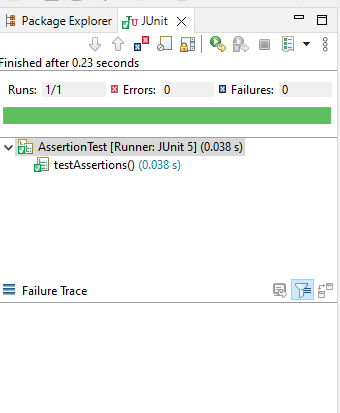 Package Explorer JUnit
Finished after 0.23 seconds
Runs: 1/1 Errors: 0 Failures: 0
AssertionTest [Runner: JUnit 5] (0.038 s)
testAssertions() (0.038 s)
Failure Trace